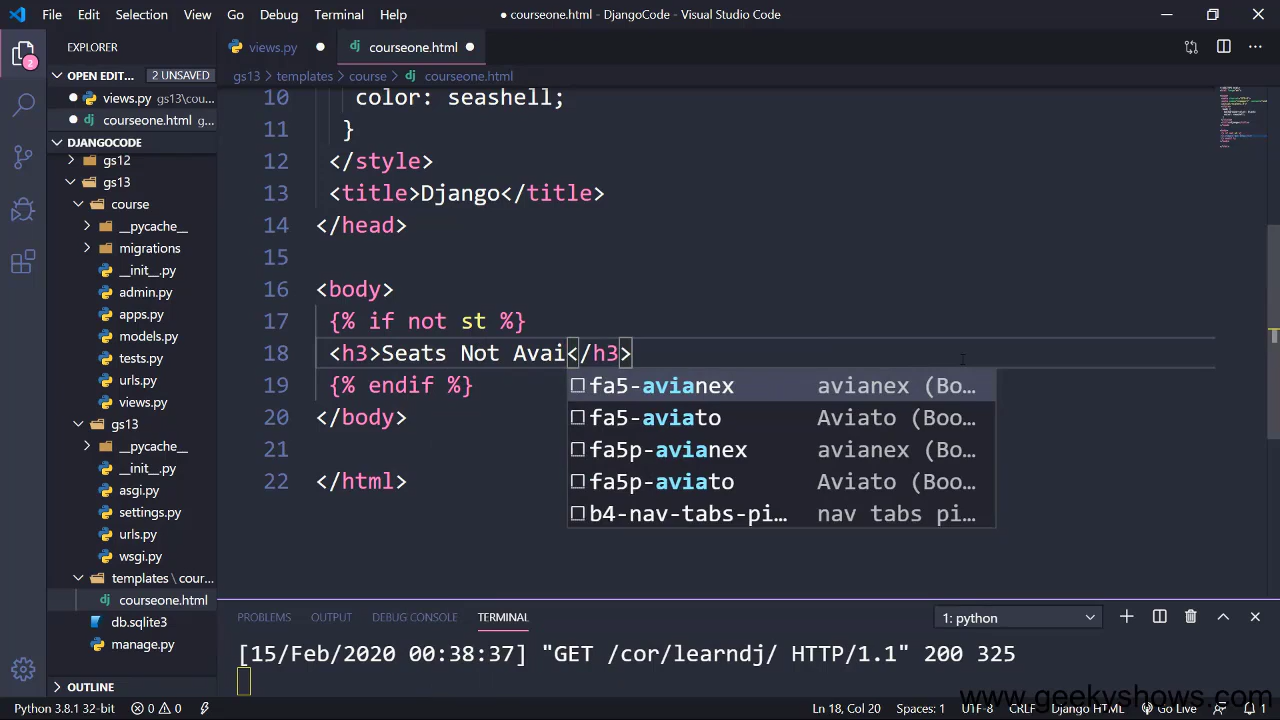 File Edit Selection View Go Debug Terminal Help
● courseone.html - DjangoCode - Visual Studio Code
EXPLORER
views.py
courseone.html
OPEN EDIT... 2 UNSAVED
views.py gs13\cou...
courseone.html g...
gs13 templates course courseone.html
DJANGOCODE
gs12
gs13
course
__pycache__
migrations
__init__.py
admin.py
apps.py
models.py
tests.py
urls.py
views.py
gs13
__pycache__
__init__.py
asgi.py
settings.py
urls.py
wsgi.py
templates \ cour...
courseone.html
db.sqlite3
manage.py
OUTLINE
10 color: seashell;
11 }
12 </style>
13 <title>Django</title>
14 </head>
15
16 <body>
17 {% if not st %}
18 <h3>Seats Not Avai</h3>
19 {% endif %}
20 </body>
21
22 </html>
fa5-avianex avianex (Bo...
fa5-aviato Aviato (Boo...
fa5p-avianex avianex (Bo...
fa5p-aviato Aviato (Boo...
b4-nav-tabs-pi... nav tabs pi...
PROBLEMS OUTPUT DEBUG CONSOLE TERMINAL 1: python
[15/Feb/2020 00:38:37] "GET /cor/learndj/ HTTP/1.1" 200 325
www.geekyshows.com
2
Python 3.8.1 32-bit 0 0 Ln 18, Col 20 Spaces: 1 UTF-8 CRLF Django HTML Go Live 1